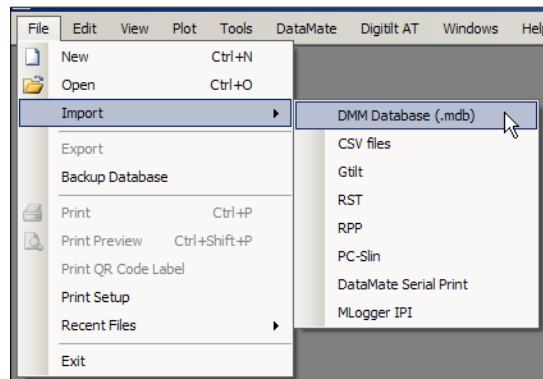 File Edit View Plot Tools DataMate Digitilt AT Windows
New Ctrl+N
Open Ctrl+O
Import
Export
Backup Database
Print Ctrl+P
Print Preview Ctrl+Shift+P
Print QR Code Label
Print Setup
Recent Files
Exit
DMM Database (.mdb)
CSV files
Gtilt
RST
RPP
PC-Slin
DataMate Serial Print
MLogger IPI